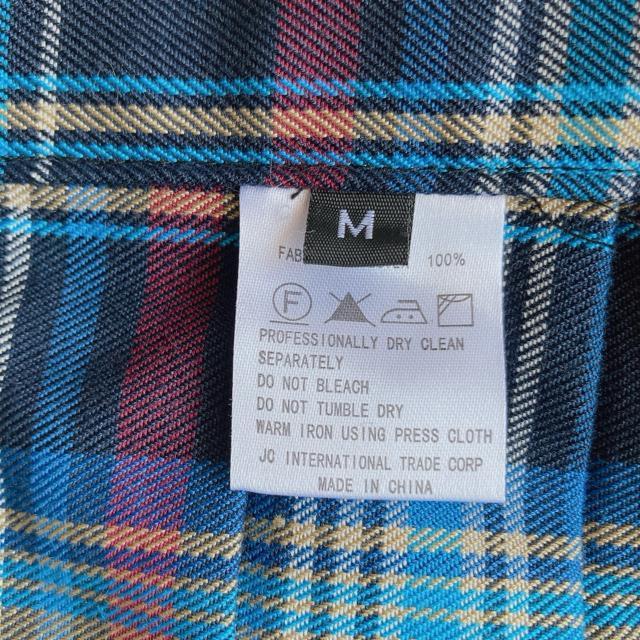 M
100%
F
PROFESSIONALLY DRY CLEAN
SEPARATELY
DO NOT BLEACH
DO NOT TUMBLE DRY
WARM IRON USING PRESS CLOTH
JC INTERNATIONAL TRADE CORP
MADE IN CHINA